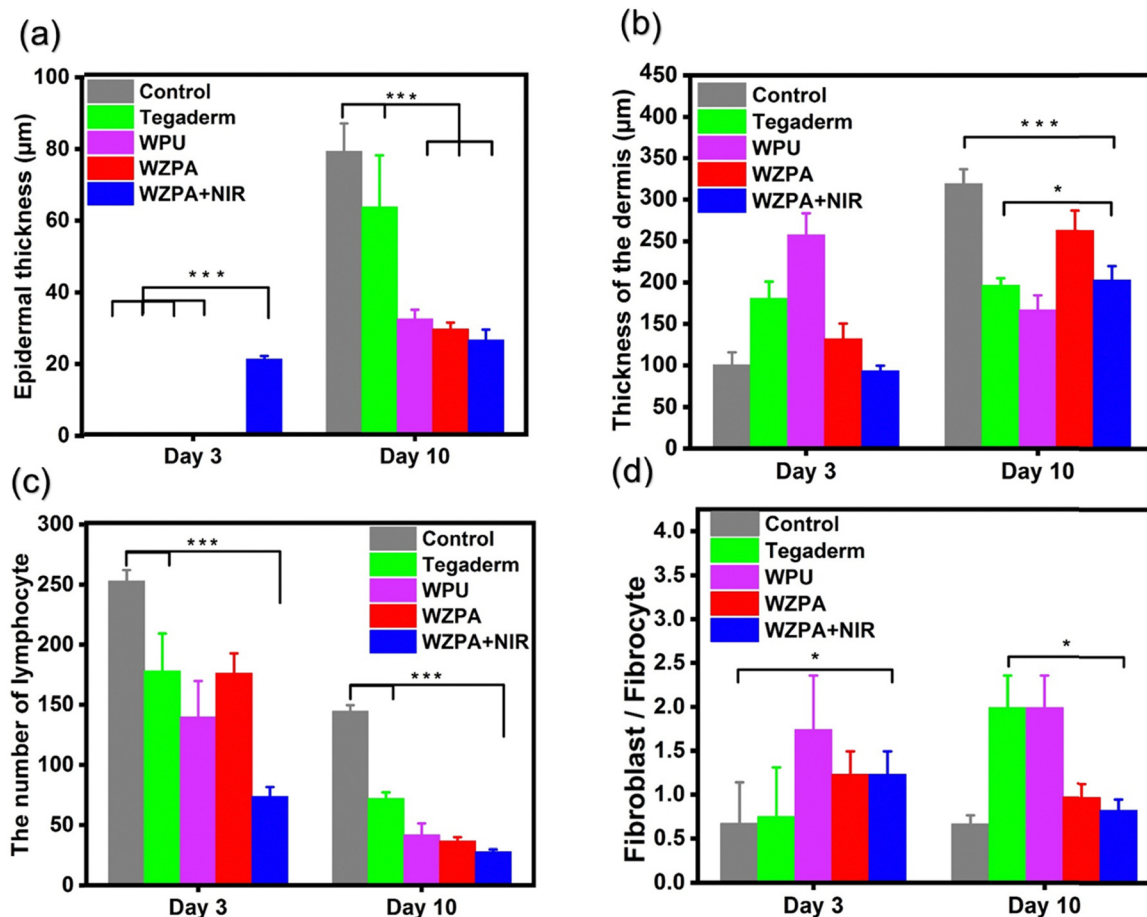 (a)
Epidermal thickness (µm)
100
80
60
40
20
0
Control
Tegaderm
WPU
WZPA
WZPA+NIR
***
***
Day 3
Day 10
(b)
Thickness of the dermis (µm)
450
400
350
300
250
200
150
100
50
0
Control
Tegaderm
WPU
WZPA
WZPA+NIR
***
*
Day 3
Day 10
(c)
The number of lymphocyte
300
250
200
150
100
50
0
Control
Tegaderm
WPU
WZPA
WZPA+NIR
***
***
Day 3
Day 10
(d)
Fibroblast / Fibrocyte
4.0
3.5
3.0
2.5
2.0
1.5
1.0
0.5
0.0
Control
Tegaderm
WPU
WZPA
WZPA+NIR
*
*
Day 3
Day 10